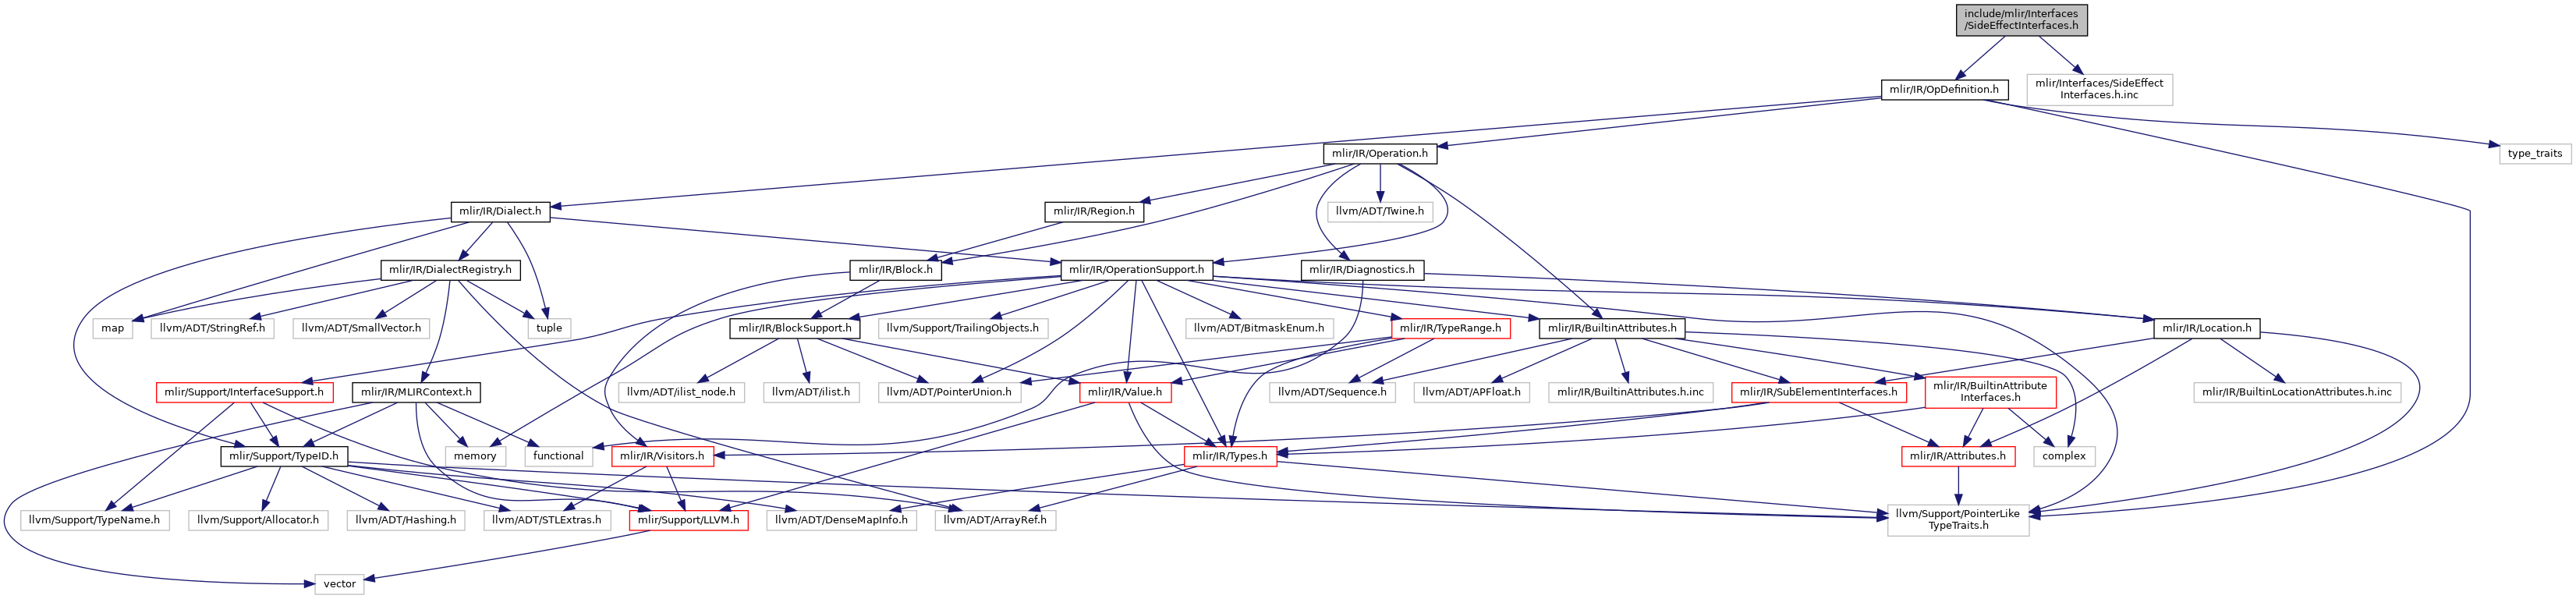 include/mlir/Interfaces
/SideEffectInterfaces.h
mlir/IR/OpDefinition.h
mlir/Interfaces/SideEffect
Interfaces.h.inc
mlir/IR/Operation.h
type_traits
mlir/IR/Dialect.h
mlir/IR/Region.h
llvm/ADT/Twine.h
mlir/IR/DialectRegistry.h
mlir/IR/Block.h
mlir/IR/OperationSupport.h
mlir/IR/Diagnostics.h
map
llvm/ADT/StringRef.h
llvm/ADT/SmallVector.h
tuple
mlir/IR/BlockSupport.h
llvm/Support/TrailingObjects.h
llvm/ADT/BitmaskEnum.h
mlir/IR/TypeRange.h
mlir/IR/BuiltinAttributes.h
mlir/IR/Location.h
mlir/Support/InterfaceSupport.h
mlir/IR/MLIRContext.h
llvm/ADT/ilist_node.h
llvm/ADT/ilist.h
llvm/ADT/PointerUnion.h
mlir/IR/Value.h
llvm/ADT/Sequence.h
llvm/ADT/APFloat.h
mlir/IR/BuiltinAttributes.h.inc
mlir/IR/SubElementInterfaces.h
mlir/IR/BuiltinAttribute
Interfaces.h
mlir/IR/BuiltinLocationAttributes.h.inc
mlir/Support/TypeID.h
memory
functional
mlir/IR/Visitors.h
mlir/IR/Types.h
mlir/IR/Attributes.h
complex
llvm/Support/TypeName.h
llvm/Support/Allocator.h
llvm/ADT/Hashing.h
llvm/ADT/STLExtras.h
mlir/Support/LLVM.h
llvm/ADT/DenseMapInfo.h
llvm/ADT/ArrayRef.h
llvm/Support/PointerLike
TypeTraits.h
vector